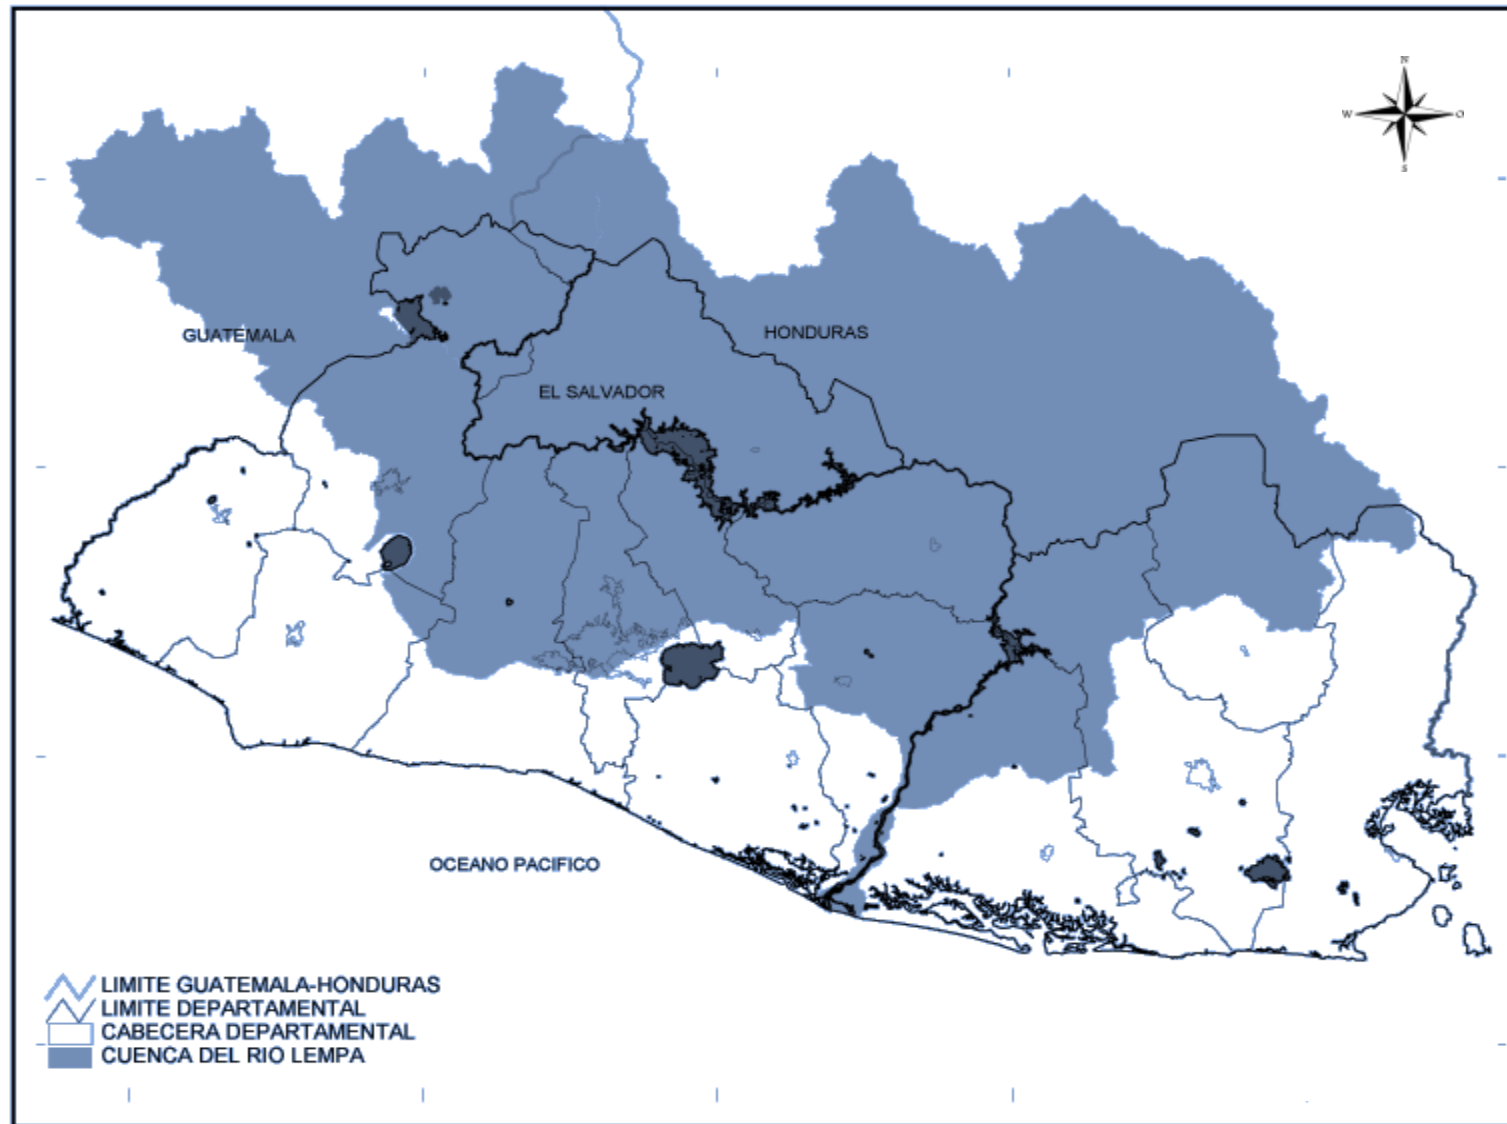 N
W O
S
GUATEMALA
HONDURAS
EL SALVADOR
OCEANO PACIFICO
LIMITE GUATEMALA-HONDURAS
LIMITE DEPARTAMENTAL
CABECERA DEPARTAMENTAL
CUENCA DEL RIO LEMPA